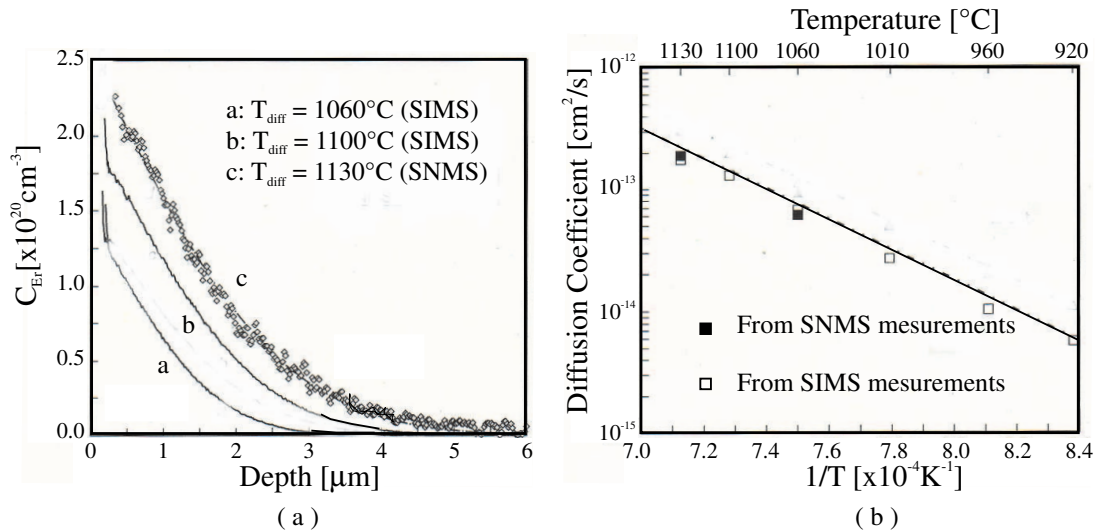 2.5
2.0
1.5
1.0
0.5
0.0
C_Er [x10^20 cm^-3]
a: T_diff = 1060°C (SIMS)
b: T_diff = 1100°C (SIMS)
c: T_diff = 1130°C (SNMS)
c
b
a
0 1 2 3 4 5 6
Depth [μm]
( a )
Temperature [°C]
1130 1100 1060 1010 960 920
10^-12
10^-13
10^-14
10^-15
Diffusion Coefficient [cm^2/s]
From SNMS mesurements
From SIMS mesurements
7.0 7.2 7.4 7.6 7.8 8.0 8.2 8.4
1/T [x10^-4 K^-1]
( b )